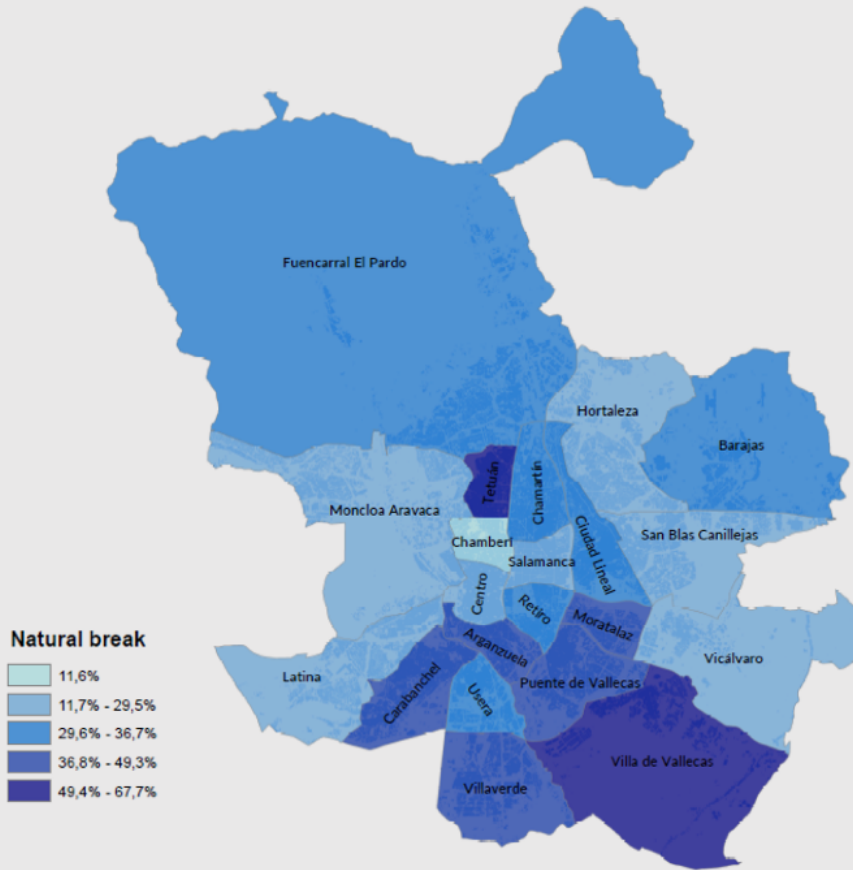 Fuencarral El Pardo
Hortaleza
Barajas
Tetuán
Chamartín
Moncloa Aravaca
Ciudad Lineal
San Blas Canillejas
Chamberí
Salamanca
Centro
Retiro
Moratalaz
Arganzuela
Vicálvaro
Latina
Carabanchel
Puente de Vallecas
Usera
Villa de Vallecas
Villaverde
Natural break
11,6%
11,7% - 29,5%
29,6% - 36,7%
36,8% - 49,3%
49,4% - 67,7%